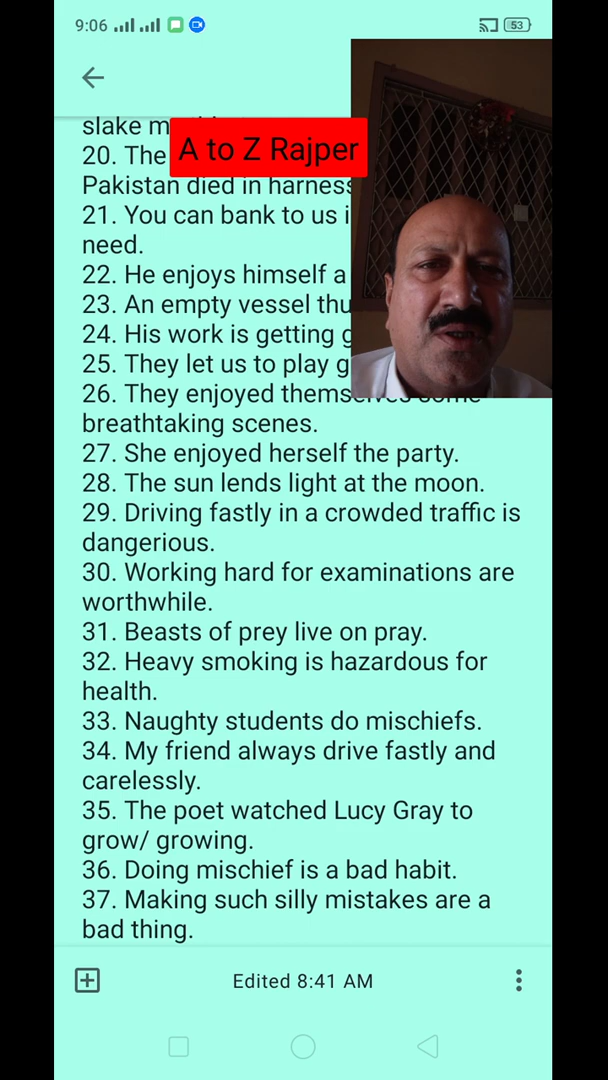 9:06
53
slake
20. The
A to Z Rajper
Pakistan died in harness
21. You can bank to us i
need.
22. He enjoys himself a
23. An empty vessel thu
24. His work is getting g
25. They let us to play g
26. They enjoyed themselves some
breathtaking scenes.
27. She enjoyed herself the party.
28. The sun lends light at the moon.
29. Driving fastly in a crowded traffic is
dangerious.
30. Working hard for examinations are
worthwhile.
31. Beasts of prey live on pray.
32. Heavy smoking is hazardous for
health.
33. Naughty students do mischiefs.
34. My friend always drive fastly and
carelessly.
35. The poet watched Lucy Gray to
grow/ growing.
36. Doing mischief is a bad habit.
37. Making such silly mistakes are a
bad thing.
Edited 8:41 AM